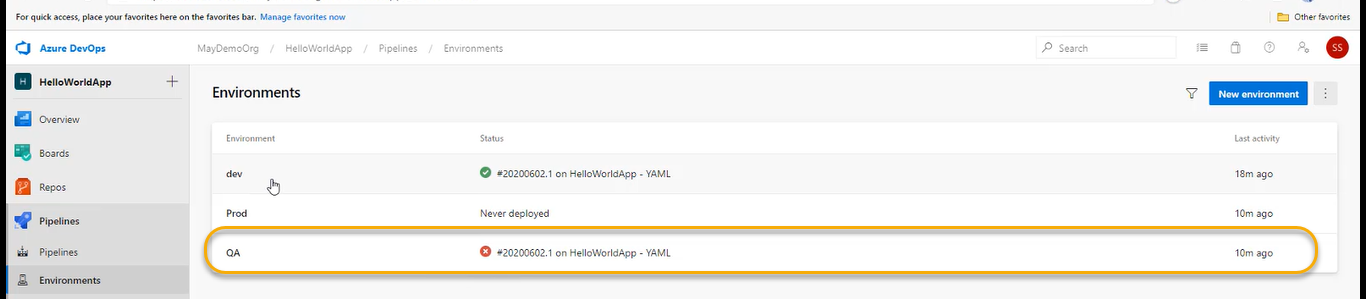 For quick access, place your favorites here on the favorites bar. Manage favorites now
Other favorites
Azure DevOps
MayDemoOrg / HelloWorldApp / Pipelines / Environments
Search
SS
H HelloWorldApp
Overview
Boards
Repos
Pipelines
Pipelines
Environments
Environments
New environment
Environment Status Last activity
dev #20200602.1 on HelloWorldApp - YAML 18m ago
Prod Never deployed 10m ago
QA #20200602.1 on HelloWorldApp - YAML 10m ago